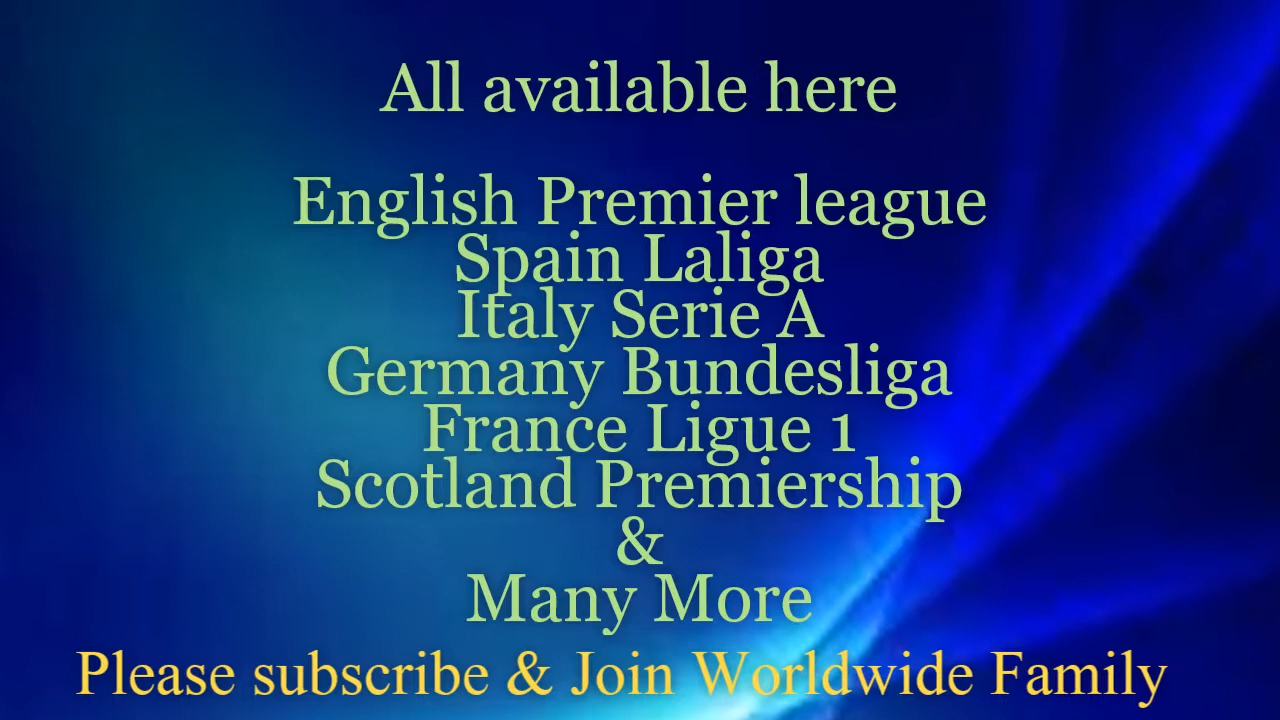 All available here
English Premier league
Spain Laliga
Italy Serie A
Germany Bundesliga
France Ligue 1
Scotland Premiership
&
Many More
Please subscribe & Join Worldwide Family